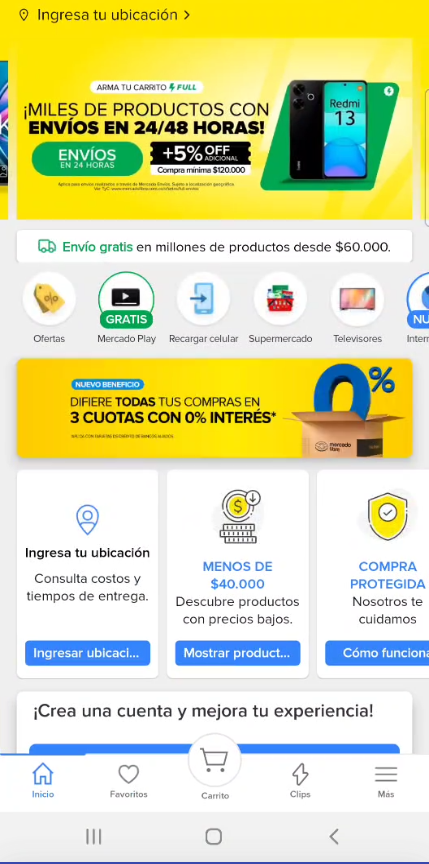 Ingresa tu ubicación >
ARMA TU CARRITO FULL
¡MILES DE PRODUCTOS CON
ENVÍOS EN 24/48 HORAS!
ENVÍOS
EN 24 HORAS
+5% OFF
ADICIONAL
Compra mínima $120.000
Redmi
13
Envío gratis en millones de productos desde $60.000.
%
GRATIS
NU
Ofertas
Mercado Play
Recargar celular
Supermercado
Televisores
Intern
NUEVO BENEFICIO
DIFIERE TODAS TUS COMPRAS EN
3 CUOTAS CON 0% INTERÉS*
0%
mercado
libre
Ingresa tu ubicación
Consulta costos y
tiempos de entrega.
Ingresar ubicaci...
$
MENOS DE
$40.000
Descubre productos
con precios bajos.
Mostrar product...
COMPRA
PROTEGIDA
Nosotros te
cuidamos
Cómo funciona
¡Crea una cuenta y mejora tu experiencia!
Inicio
Favoritos
Carrito
Clips
Más